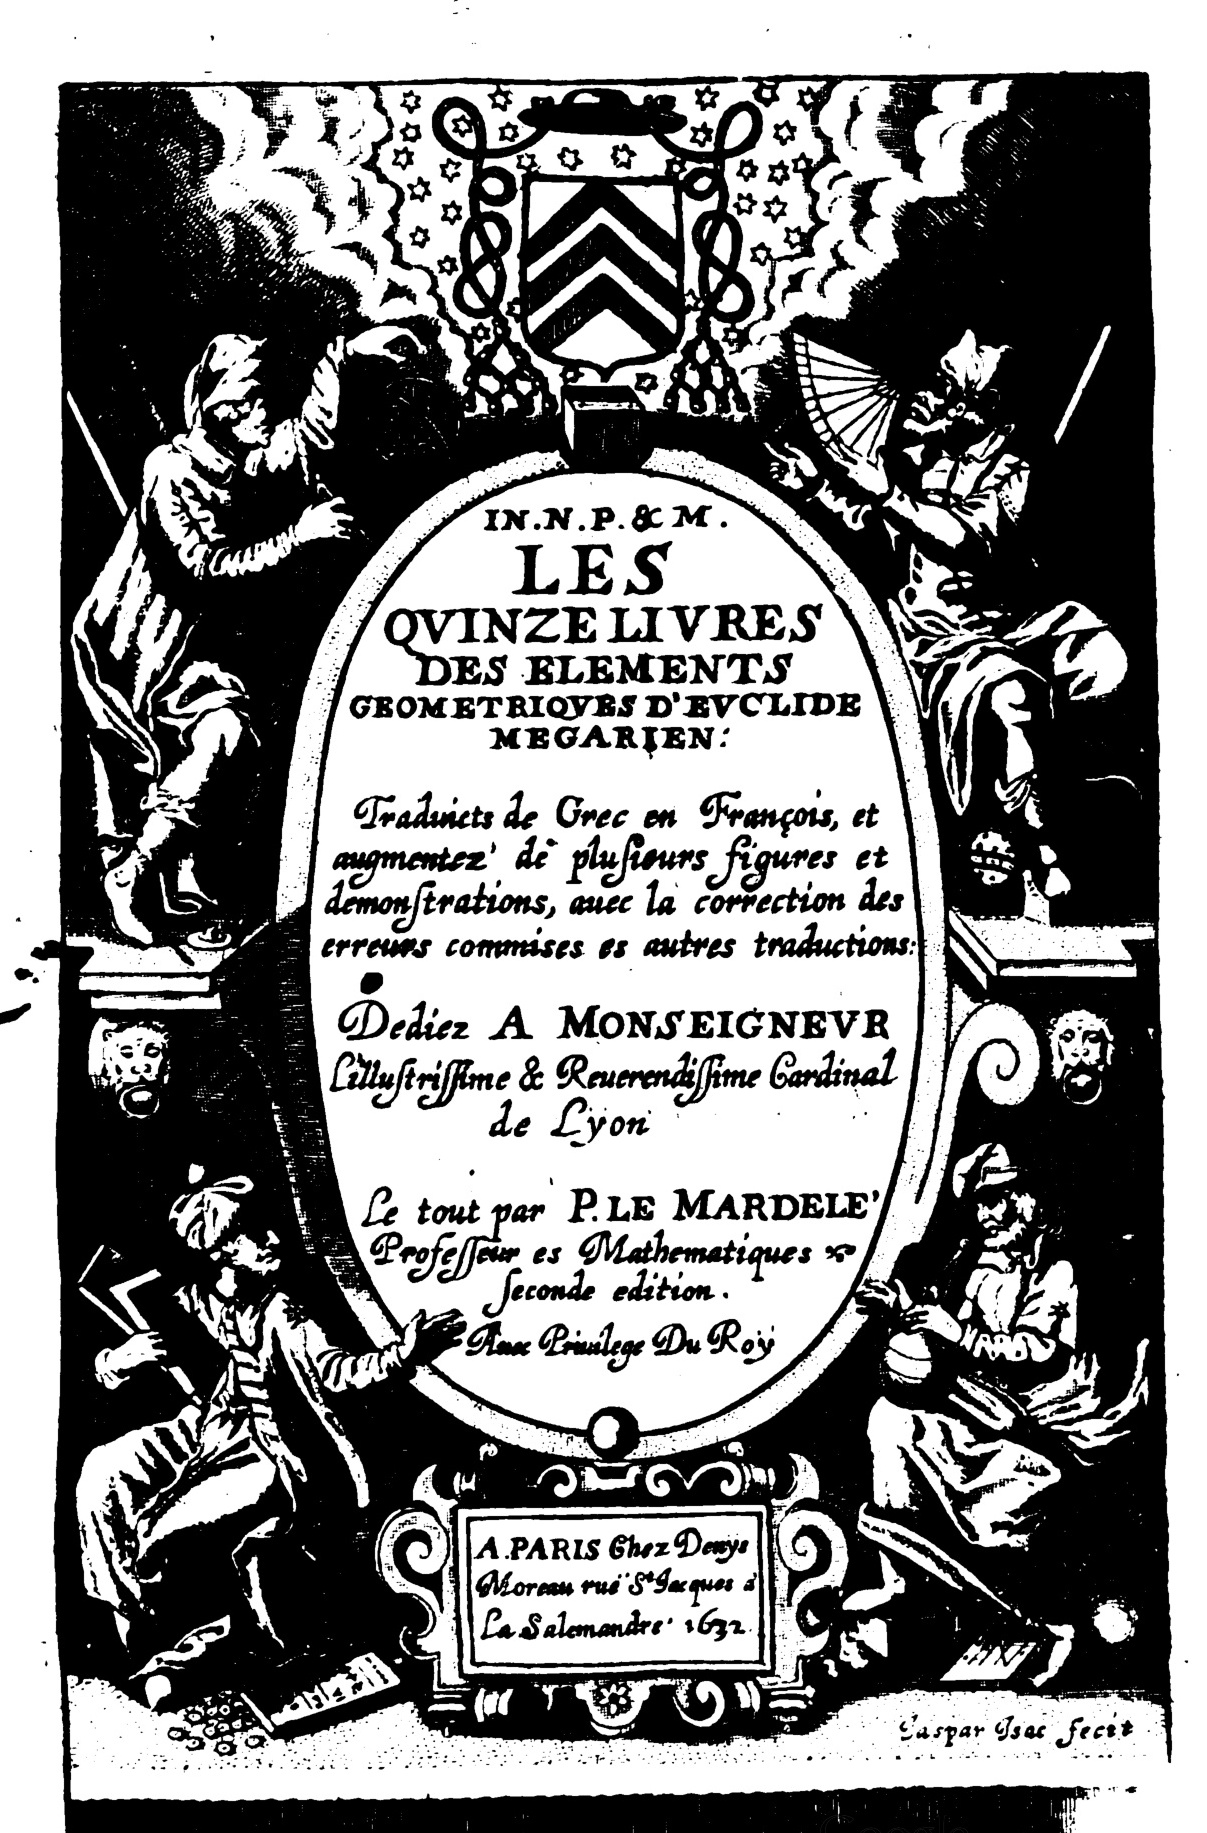 IN.N.P.& M.
LES
QVINZE LIVRES
DES ELEMENTS
GEOMETRIQVES D'EVCLIDE
MEGARIEN:
Traduicts de Grec en François, et
augmentez de plusieurs figures et
demonstrations, auec la correction des
erreurs commises es autres traductions:
Dediez A MONSEIGNEVR
L'illustrissime & Reuerendissime Cardinal
de Lyon
Le tout par P. LE MARDELE'
Professeur es Mathematiques
seconde edition.
Auec Priuilege Du Roy
A.PARIS Chez Denys
Moreau rue St Jacques a
La Salemandre 1632
Gaspar Isac fecit